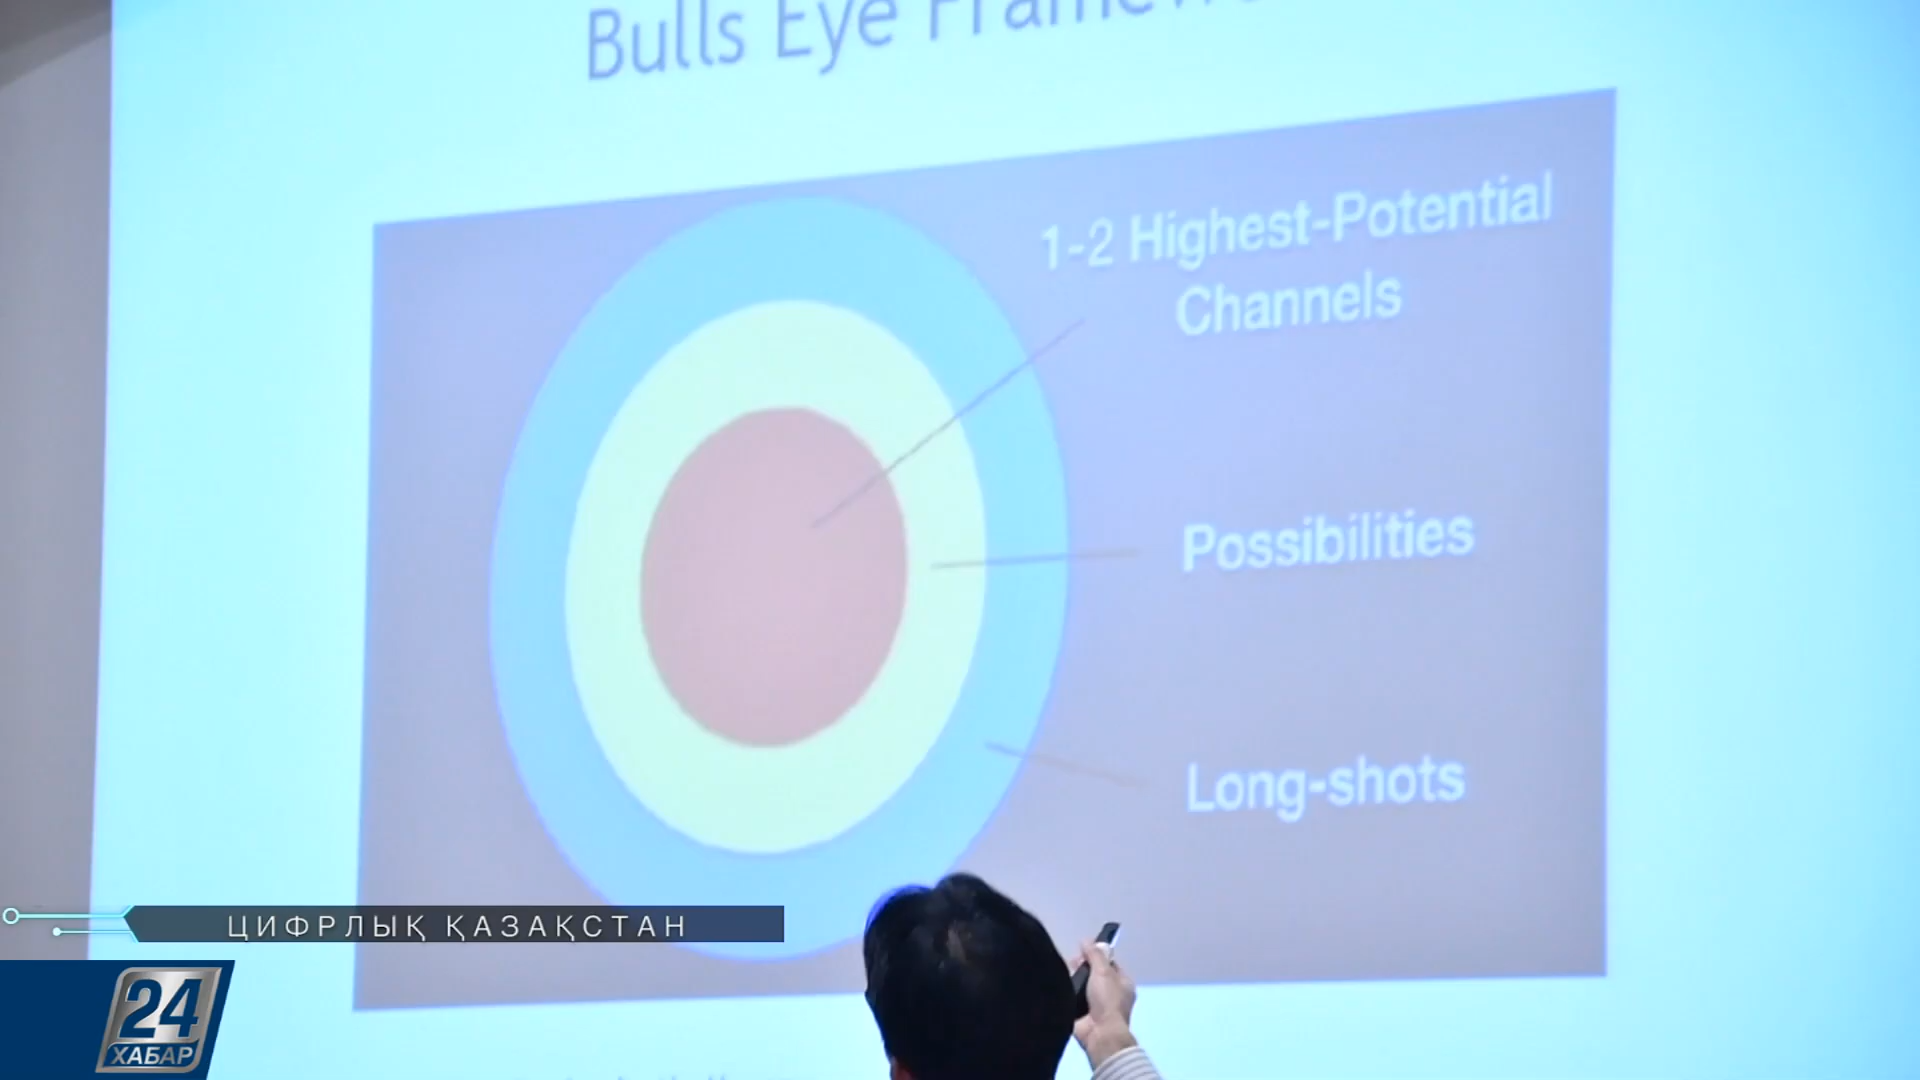 Bulls Eye
1-2 Highest-Potential
Channels
Possibilities
Long-shots
ЦИФРЛЫҚ ҚАЗАҚСТАН
24
ХАБАР